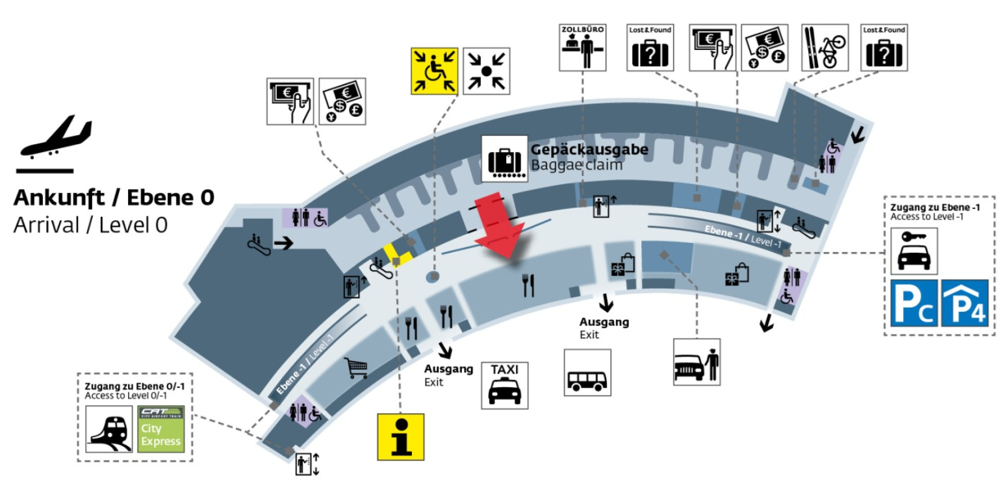 ZOLLBÜRO
Lost & Found
Lost & Found
Gepäckausgabe
Baggae claim
Ankunft / Ebene 0
Arrival / Level 0
Zugang zu Ebene -1
Access to Level -1
PC
P4
Ebene -1 / Level -1
Ausgang
Exit
Ebene -1 / Level -1
Ausgang
Exit
TAXI
Zugang zu Ebene 0/-1
Access to Level 0/-1
CAT
CITY AIRPORT TRAIN
City
Express
i